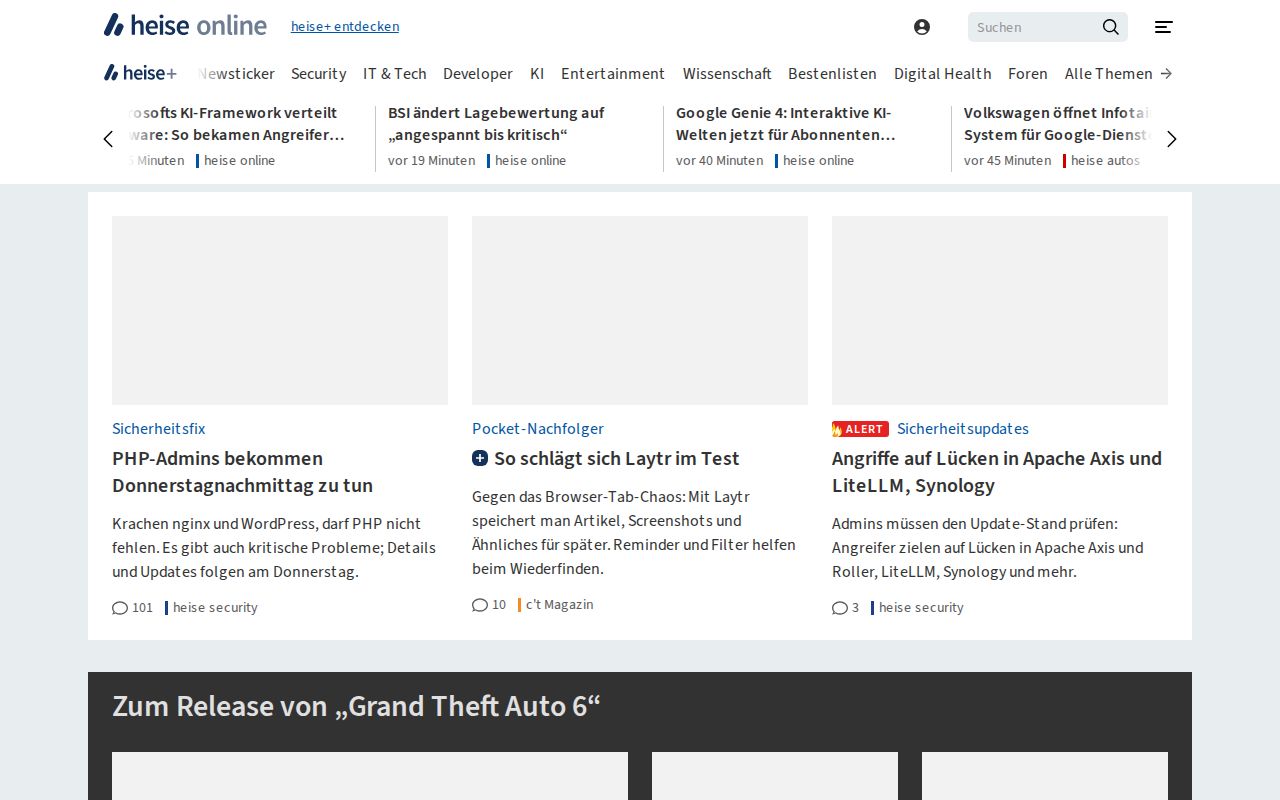 heise online
heise+ entdecken
Suchen
heise+
Newsticker
Security
IT & Tech
Developer
KI
Entertainment
Wissenschaft
Bestenlisten
Digital Health
Foren
Alle Themen
KI-Framework verteilt
So bekamen Angreifer…
Minuten
heise online
BSI ändert Lagebewertung auf
„angespannt bis kritisch“
vor 19 Minuten
heise online
Google Genie 4: Interaktive KI-
Welten jetzt für Abonnenten…
vor 40 Minuten
heise online
Volkswagen öffnet
System für
vor 45 Minuten
heise autos
Sicherheitsfix
PHP-Admins bekommen
Donnerstagnachmittag zu tun
Krachen nginx und WordPress, darf PHP nicht
fehlen. Es gibt auch kritische Probleme; Details
und Updates folgen am Donnerstag.
101
heise security
Pocket-Nachfolger
So schlägt sich Laytr im Test
Gegen das Browser-Tab-Chaos: Mit Laytr
speichert man Artikel, Screenshots und
Ähnliches für später. Reminder und Filter helfen
beim Wiederfinden.
10
c't Magazin
ALERT Sicherheitsupdates
Angriffe auf Lücken in Apache Axis und
LiteLLM, Synology
Admins müssen den Update-Stand prüfen:
Angreifer zielen auf Lücken in Apache Axis und
Roller, LiteLLM, Synology und mehr.
3
heise security
Zum Release von „Grand Theft Auto 6“